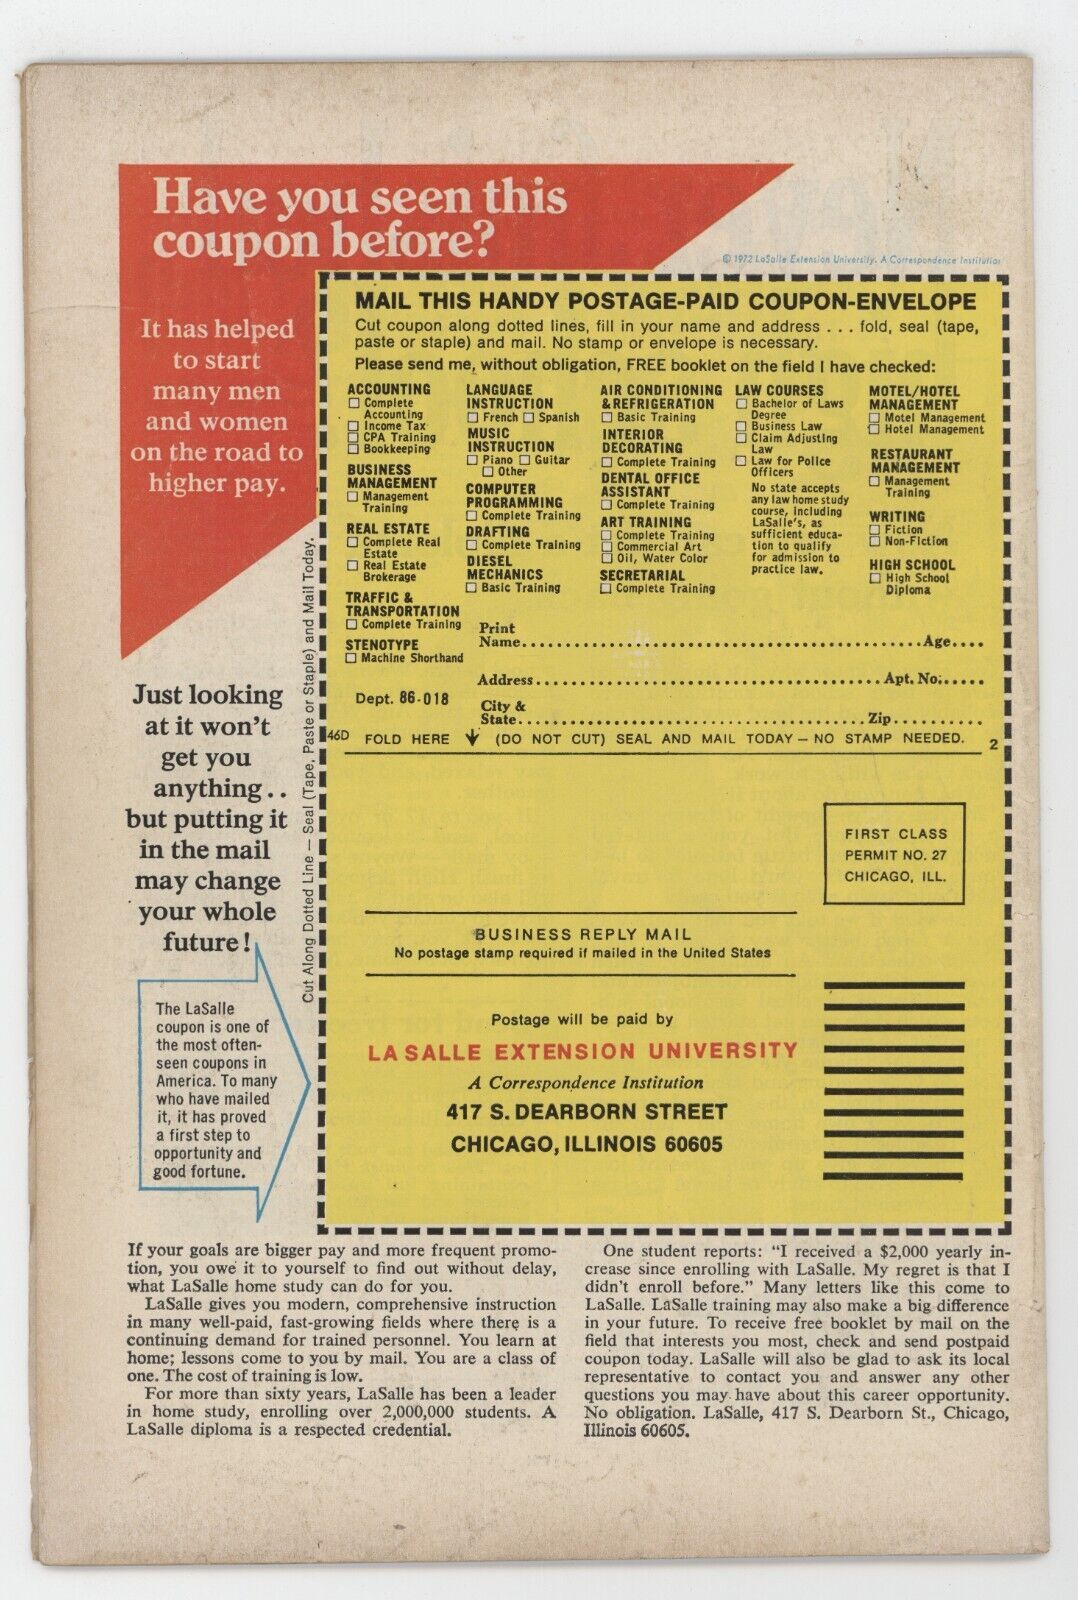 Have you seen this
coupon before?
© 1972 LaSalle Extension University. A Correspondence Institution
It has helped
to start
many men
and women
on the road to
higher pay.
MAIL THIS HANDY POSTAGE-PAID COUPON-ENVELOPE
Cut coupon along dotted lines, fill in your name and address . . . fold, seal (tape,
paste or staple) and mail. No stamp or envelope is necessary.
Please send me, without obligation, FREE booklet on the field I have checked:
ACCOUNTING
☐ Complete
Accounting
☐ Income Tax
☐ CPA Training
☐ Bookkeeping
BUSINESS
MANAGEMENT
☐ Management
Training
REAL ESTATE
☐ Complete Real
Estate
☐ Real Estate
Brokerage
TRAFFIC &
TRANSPORTATION
☐ Complete Training
STENOTYPE
☐ Machine Shorthand
LANGUAGE
INSTRUCTION
☐ French ☐ Spanish
MUSIC
INSTRUCTION
☐ Piano ☐ Guitar
☐ Other
COMPUTER
PROGRAMMING
☐ Complete Training
DRAFTING
☐ Complete Training
DIESEL
MECHANICS
☐ Basic Training
AIR CONDITIONING
& REFRIGERATION
☐ Basic Training
INTERIOR
DECORATING
☐ Complete Training
DENTAL OFFICE
ASSISTANT
☐ Complete Training
ART TRAINING
☐ Complete Training
☐ Commercial Art
☐ Oil, Water Color
SECRETARIAL
☐ Complete Training
LAW COURSES
☐ Bachelor of Laws
Degree
☐ Business Law
☐ Claim Adjusting
Law
☐ Law for Police
Officers
No state accepts
any law home study
course, including
LaSalle's, as
sufficient educa-
tion to qualify
for admission to
practice law.
MOTEL/HOTEL
MANAGEMENT
☐ Motel Management
☐ Hotel Management
RESTAURANT
MANAGEMENT
☐ Management
Training
WRITING
☐ Fiction
☐ Non-Fiction
HIGH SCHOOL
☐ High School
Diploma
Print
Name.....................Age....
Address.....................Apt. No:.....
Dept. 86-018
City &
State.....................Zip..........
46D FOLD HERE ↓ (DO NOT CUT) SEAL AND MAIL TODAY — NO STAMP NEEDED. 2
Cut Along Dotted Line — Seal (Tape, Paste or Staple) and Mail Today.
Just looking
at it won't
get you
anything . .
but putting it
in the mail
may change
your whole
future!
FIRST CLASS
PERMIT NO. 27
CHICAGO, ILL.
BUSINESS REPLY MAIL
No postage stamp required if mailed in the United States
Postage will be paid by
LA SALLE EXTENSION UNIVERSITY
A Correspondence Institution
417 S. DEARBORN STREET
CHICAGO, ILLINOIS 60605
The LaSalle
coupon is one of
the most often-
seen coupons in
America. To many
who have mailed
it, it has proved
a first step to
opportunity and
good fortune.
If your goals are bigger pay and more frequent promo-
tion, you owe it to yourself to find out without delay,
what LaSalle home study can do for you.
LaSalle gives you modern, comprehensive instruction
in many well-paid, fast-growing fields where there is a
continuing demand for trained personnel. You learn at
home; lessons come to you by mail. You are a class of
one. The cost of training is low.
For more than sixty years, LaSalle has been a leader
in home study, enrolling over 2,000,000 students. A
LaSalle diploma is a respected credential.
One student reports: "I received a $2,000 yearly in-
crease since enrolling with LaSalle. My regret is that I
didn't enroll before." Many letters like this come to
LaSalle. LaSalle training may also make a big difference
in your future. To receive free booklet by mail on the
field that interests you most, check and send postpaid
coupon today. LaSalle will also be glad to ask its local
representative to contact you and answer any other
questions you may have about this career opportunity.
No obligation. LaSalle, 417 S. Dearborn St., Chicago,
Illinois 60605.